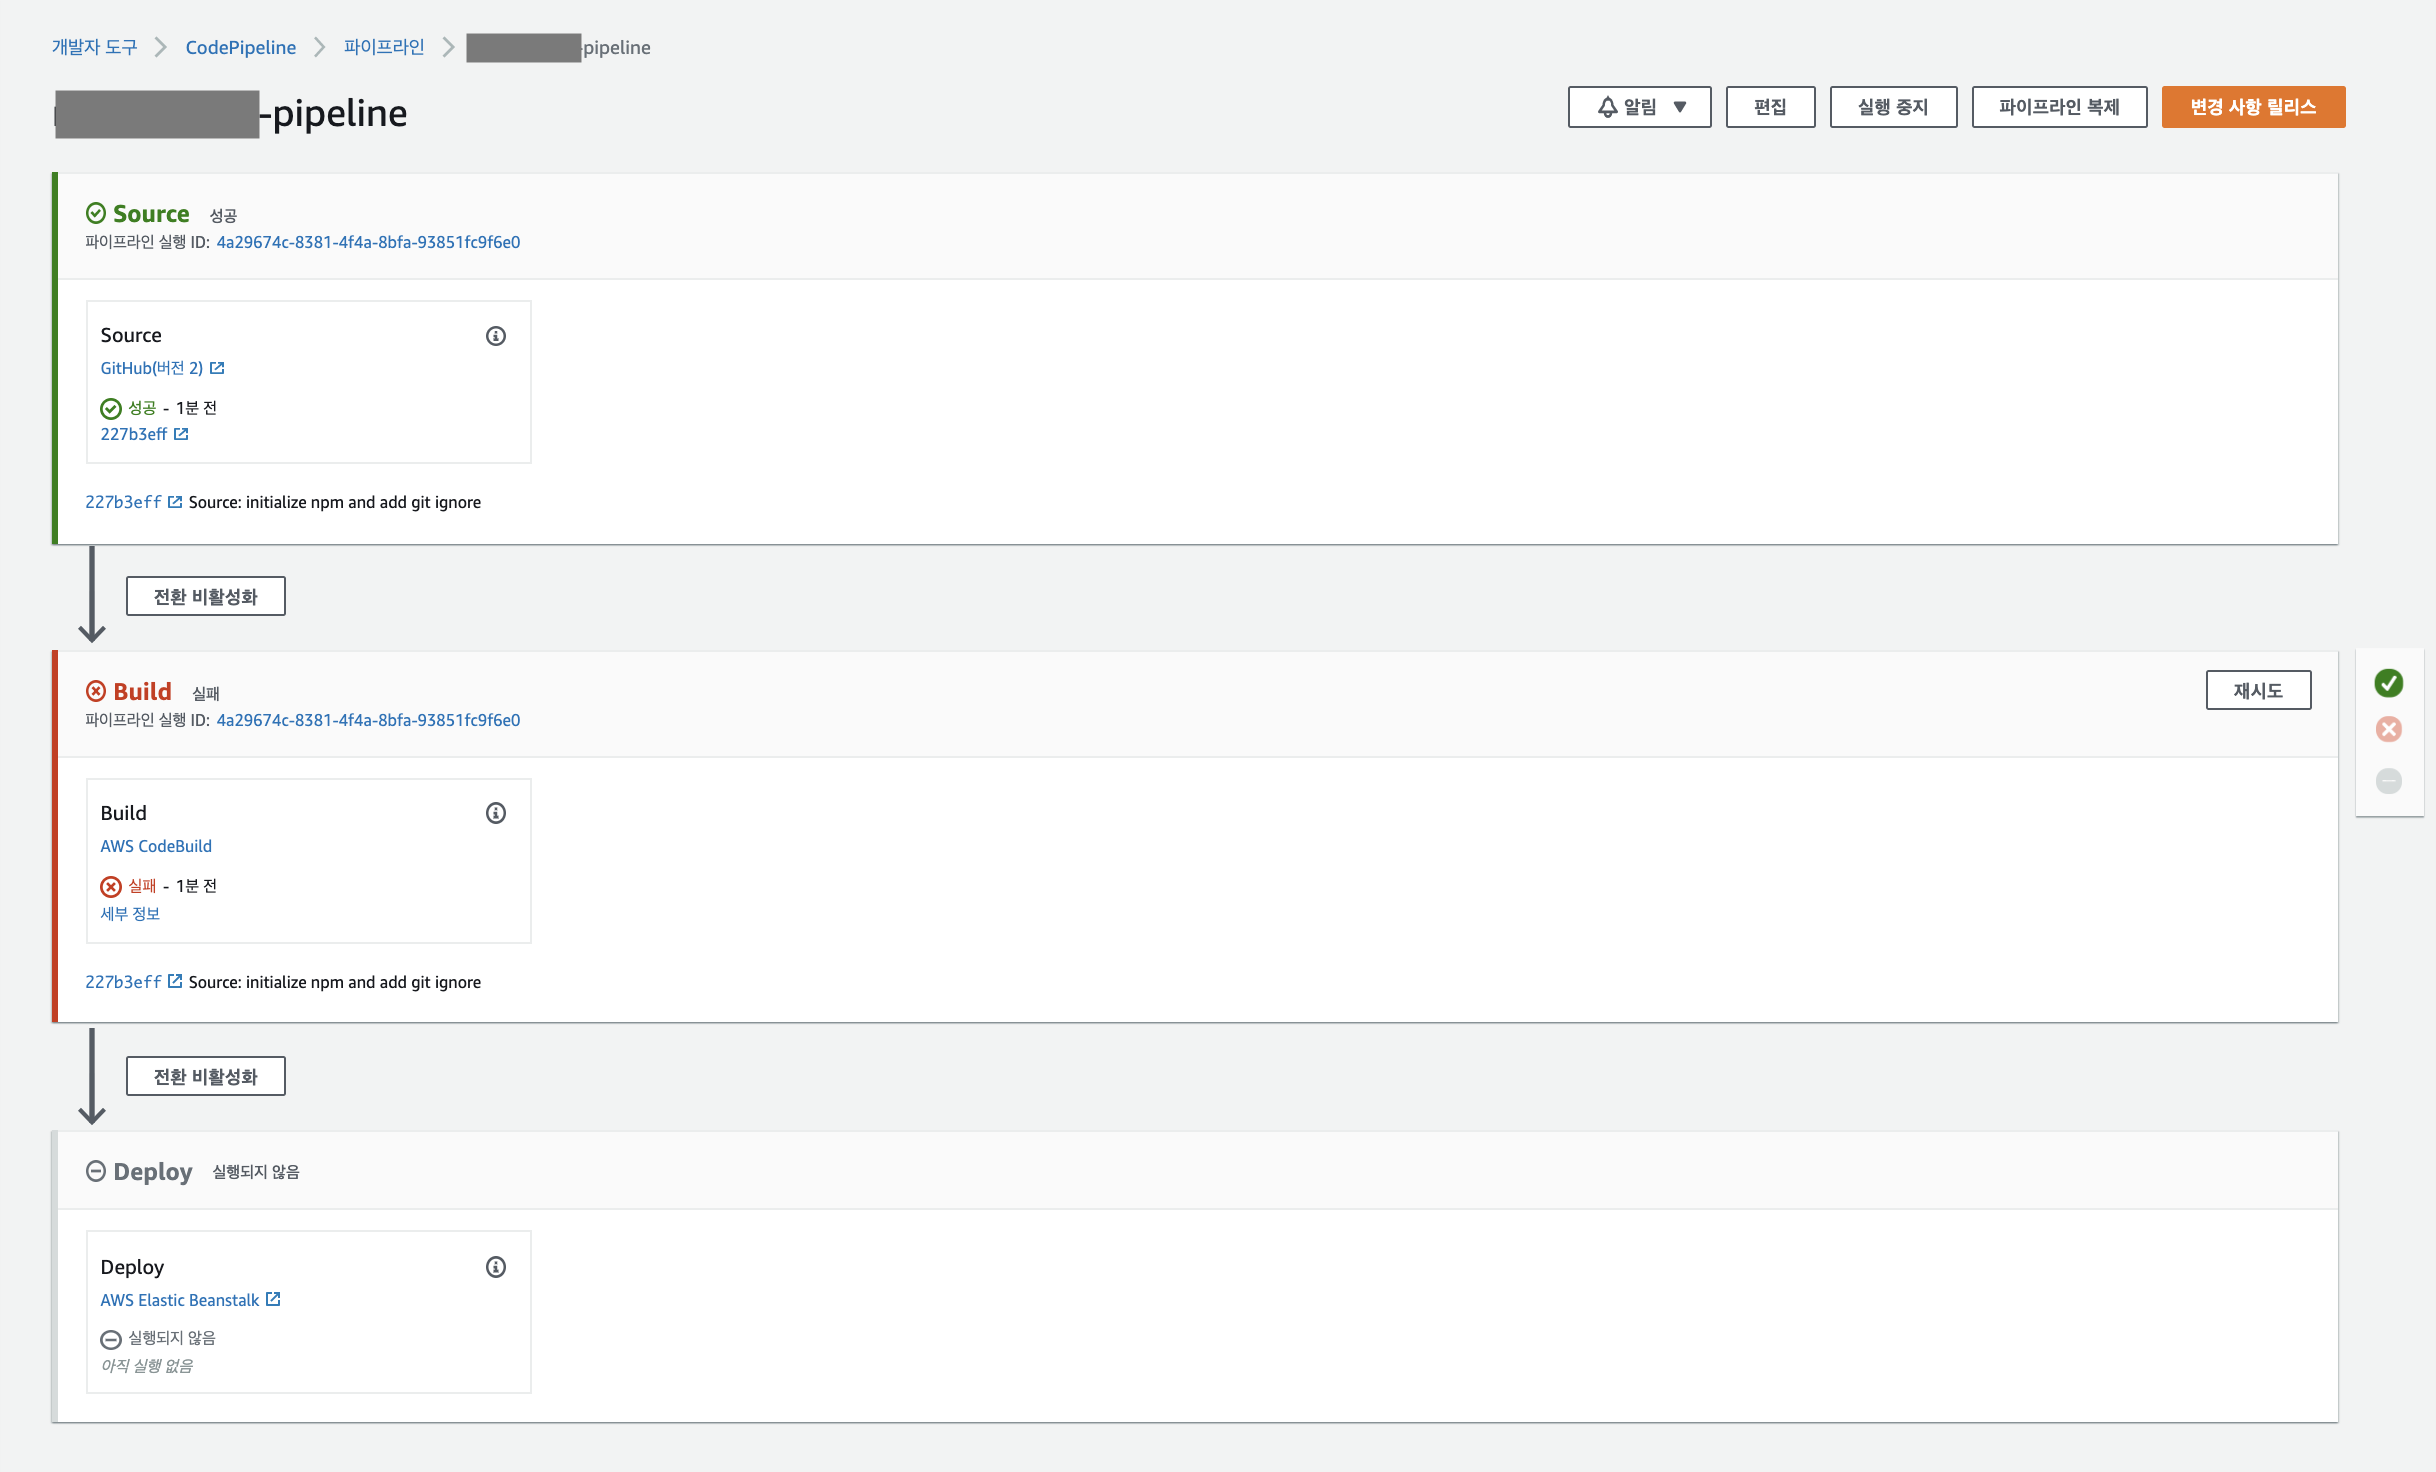 개발자 도구 CodePipeline 파이프라인 -pipeline
-pipeline
알림 ▼ 편집 실행 중지 파이프라인 복제 변경 사항 릴리스
Source 성공
파이프라인 실행 ID: 4a29674c-8381-4f4a-8bfa-93851fc9f6e0
Source
GitHub(버전 2)
성공 - 1분 전
227b3eff
227b3eff Source: initialize npm and add git ignore
전환 비활성화
Build 실패
파이프라인 실행 ID: 4a29674c-8381-4f4a-8bfa-93851fc9f6e0
재시도
Build
AWS CodeBuild
실패 - 1분 전
세부 정보
227b3eff Source: initialize npm and add git ignore
전환 비활성화
Deploy 실행되지 않음
Deploy
AWS Elastic Beanstalk
실행되지 않음
아직 실행 없음